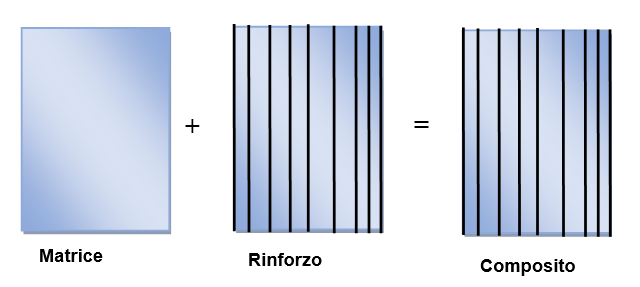 +
=
Matrice
Rinforzo
Composito